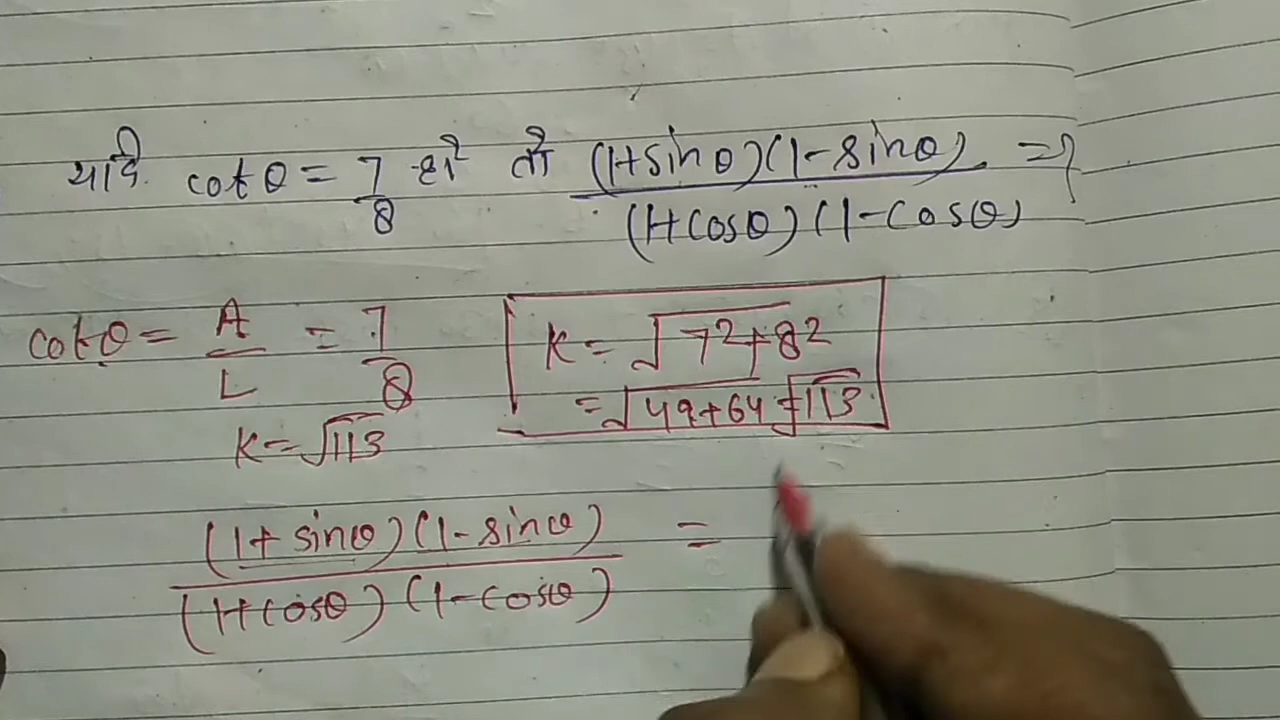 यदि cotθ = 7/8 हो तो (1+sinθ)(1-sinθ)/(1+cosθ)(1-cosθ) = ?
cotθ = A/L = 7/8
K = √113
K = √7²+8²
= √49+64 = √113
(1+sinθ)(1-sinθ)/(1+cosθ)(1-cosθ) =